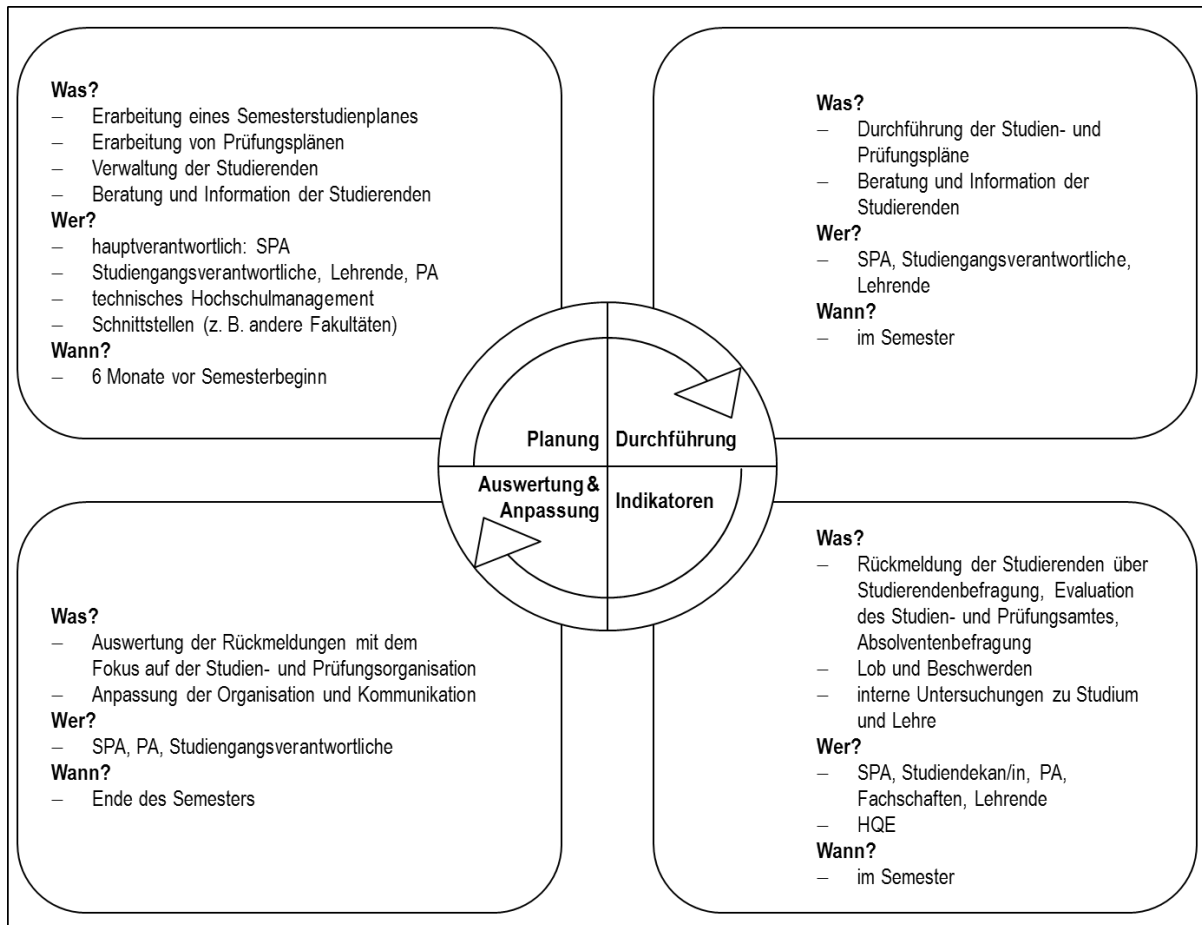 Was?
– Erarbeitung eines Semesterstudienplanes
– Erarbeitung von Prüfungsplänen
– Verwaltung der Studierenden
– Beratung und Information der Studierenden
Wer?
– hauptverantwortlich: SPA
– Studiengangsverantwortliche, Lehrende, PA
– technisches Hochschulmanagement
– Schnittstellen (z. B. andere Fakultäten)
Wann?
– 6 Monate vor Semesterbeginn
Was?
– Durchführung der Studien- und
Prüfungspläne
– Beratung und Information der
Studierenden
Wer?
– SPA, Studiengangsverantwortliche,
Lehrende
Wann?
– im Semester
Planung
Durchführung
Auswertung &
Anpassung
Indikatoren
Was?
– Auswertung der Rückmeldungen mit dem
Fokus auf der Studien- und Prüfungsorganisation
– Anpassung der Organisation und Kommunikation
Wer?
– SPA, PA, Studiengangsverantwortliche
Wann?
– Ende des Semesters
Was?
– Rückmeldung der Studierenden über
Studierendenbefragung, Evaluation
des Studien- und Prüfungsamtes,
Absolventenbefragung
– Lob und Beschwerden
– interne Untersuchungen zu Studium
und Lehre
Wer?
– SPA, Studiendekan/in, PA,
Fachschaften, Lehrende
– HQE
Wann?
– im Semester